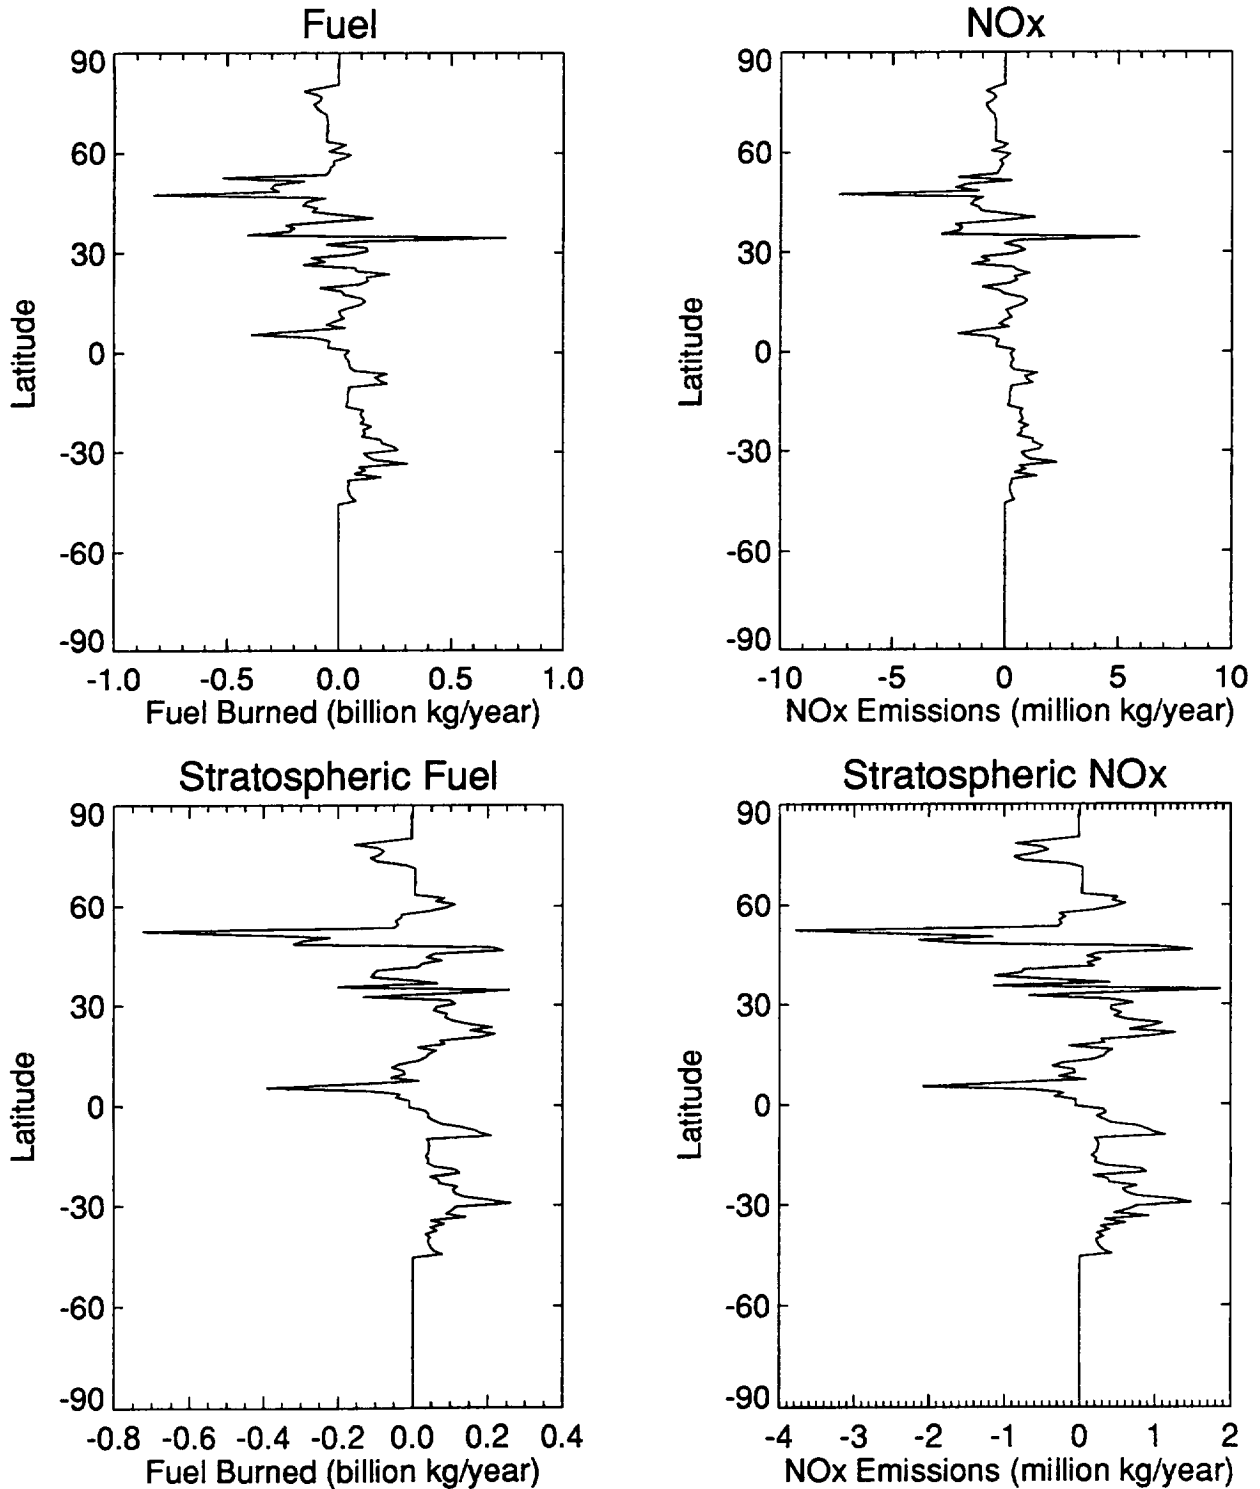 Fuel
90
60
30
0
-30
-60
-90
Latitude
-1.0 -0.5 0.0 0.5 1.0
Fuel Burned (billion kg/year)
NOx
90
60
30
0
-30
-60
-90
Latitude
-10 -5 0 5 10
NOx Emissions (million kg/year)
Stratospheric Fuel
90
60
30
0
-30
-60
-90
Latitude
-0.8 -0.6 -0.4 -0.2 0.0 0.2 0.4
Fuel Burned (billion kg/year)
Stratospheric NOx
90
60
30
0
-30
-60
-90
Latitude
-4 -3 -2 -1 0 1 2
NOx Emissions (million kg/year)